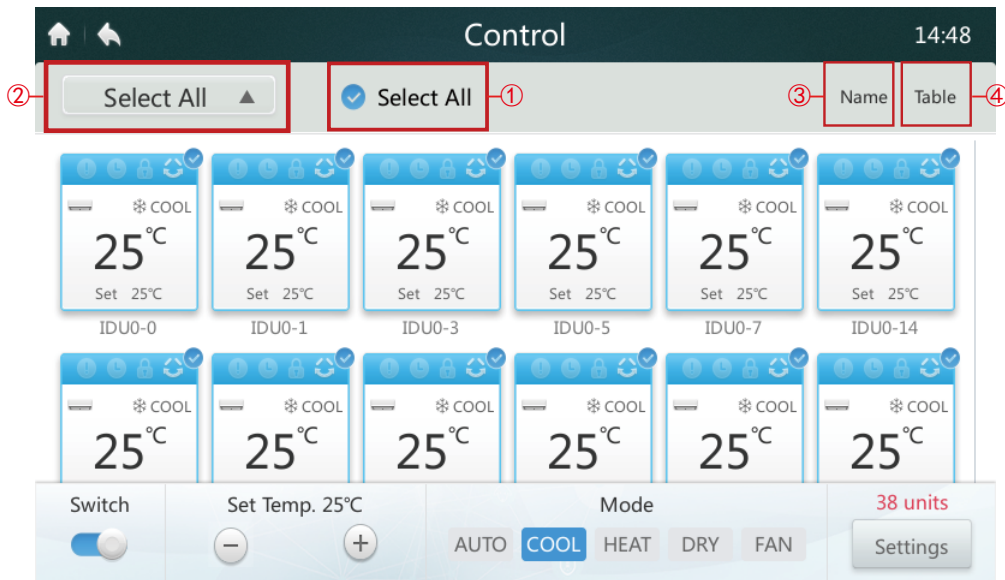 Control
14:48
② Select All ▲
Select All ①
③ Name
Table ④
COOL COOL COOL COOL COOL COOL
25℃ 25℃ 25℃ 25℃ 25℃ 25℃
Set 25℃ Set 25℃ Set 25℃ Set 25℃ Set 25℃ Set 25℃
IDU0-0 IDU0-1 IDU0-3 IDU0-5 IDU0-7 IDU0-14
COOL COOL COOL COOL COOL COOL
25℃ 25℃ 25℃ 25℃ 25℃ 25℃
Switch Set Temp. 25℃ Mode 38 units
− + AUTO COOL HEAT DRY FAN Settings